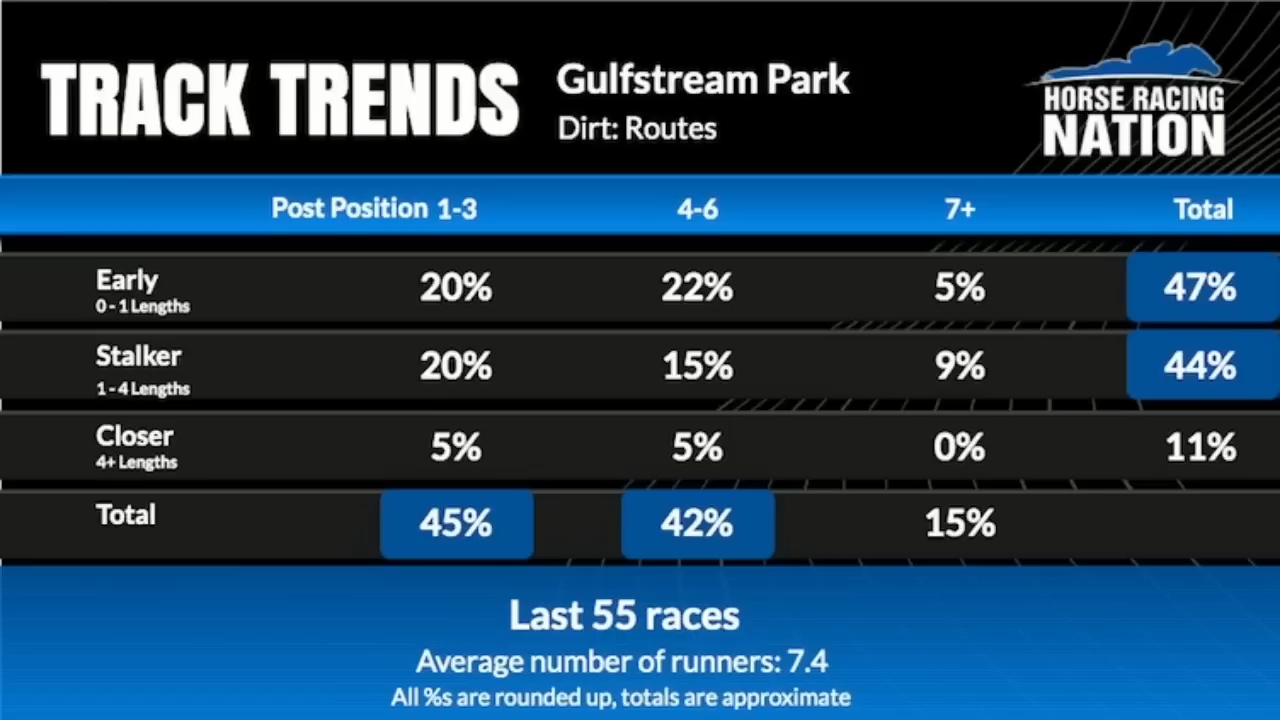 TRACK TRENDS
Gulfstream Park
Dirt: Routes
HORSE RACING
NATION
Post Position 1-3 4-6 7+ Total
Early 20% 22% 5% 47%
0 - 1 Lengths
Stalker 20% 15% 9% 44%
1 - 4 Lengths
Closer 5% 5% 0% 11%
4+ Lengths
Total 45% 42% 15%
Last 55 races
Average number of runners: 7.4
All %s are rounded up, totals are approximate